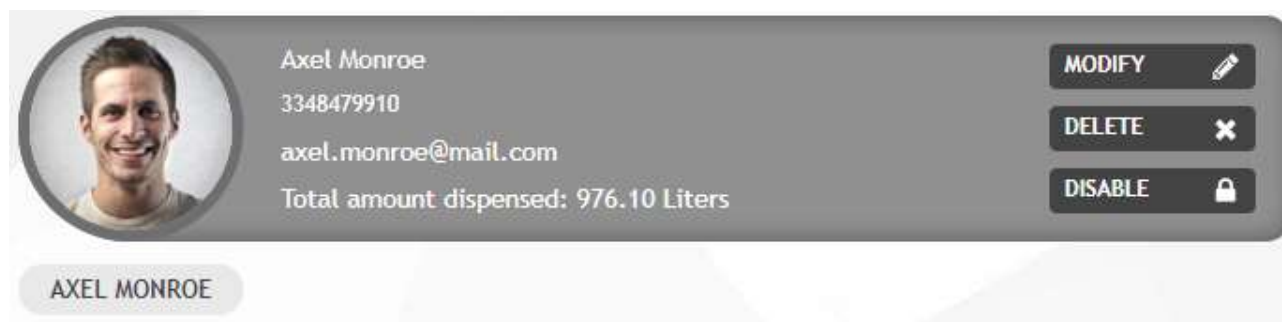 Axel Monroe
3348479910
axel.monroe@mail.com
Total amount dispensed: 976.10 Liters
MODIFY
DELETE
DISABLE
AXEL MONROE